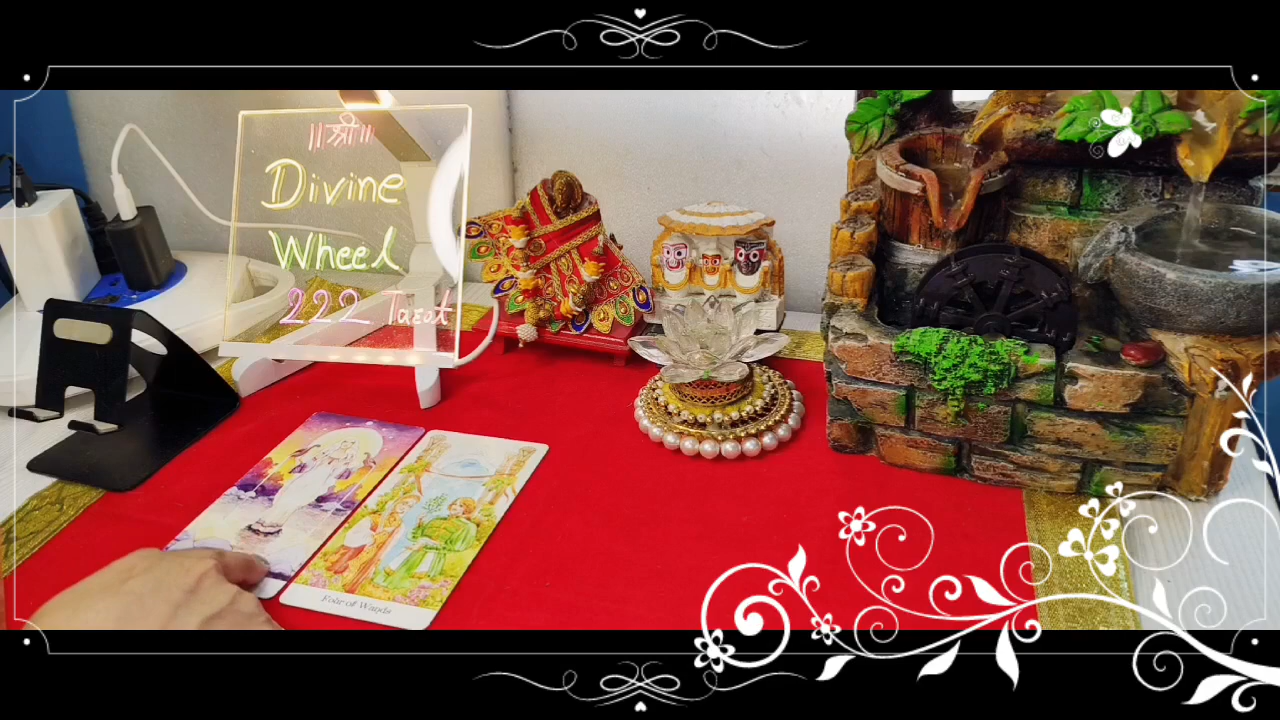 ॥श्री॥
Divine
Wheel
222 Tarot
Four of Wands